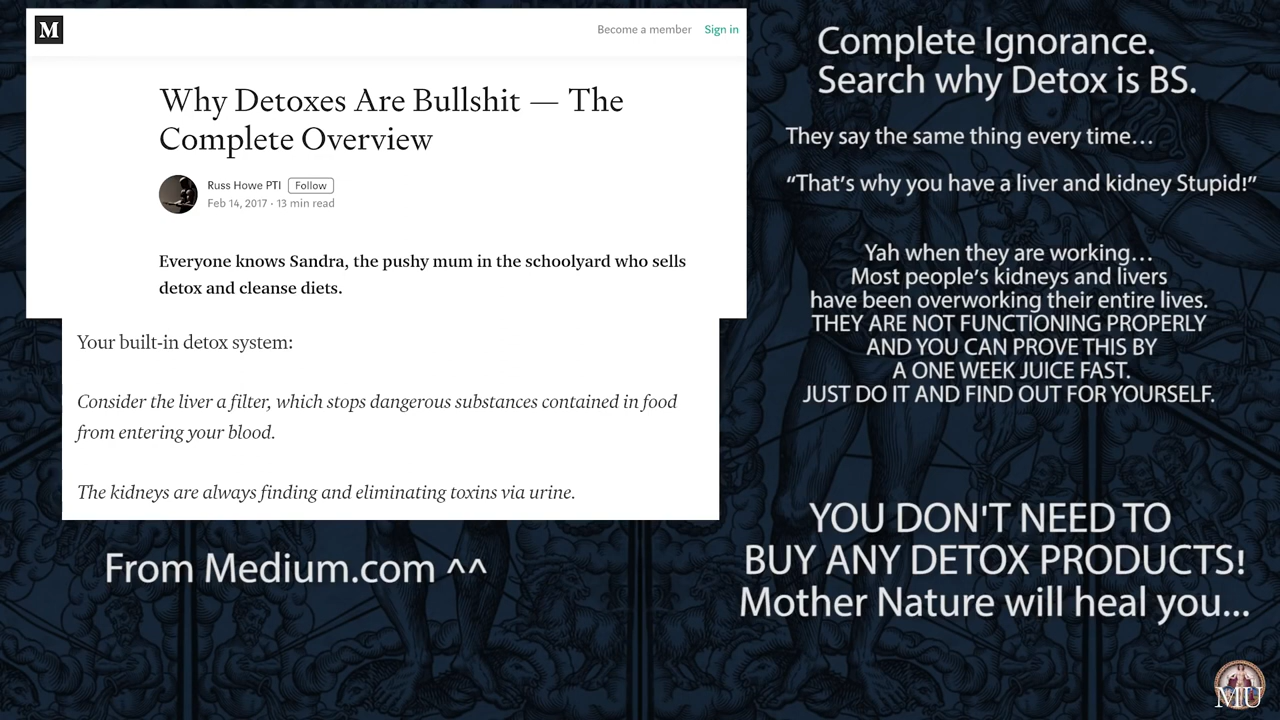 M
Become a member Sign in
Why Detoxes Are Bullshit — The
Complete Overview
Russ Howe PTI Follow
Feb 14, 2017 · 13 min read
Everyone knows Sandra, the pushy mum in the schoolyard who sells
detox and cleanse diets.
Your built-in detox system:
Consider the liver a filter, which stops dangerous substances contained in food
from entering your blood.
The kidneys are always finding and eliminating toxins via urine.
From Medium.com ^^
Complete Ignorance.
Search why Detox is BS.
They say the same thing every time…
“That’s why you have a liver and kidney Stupid!”
Yah when they are working…
Most people’s kidneys and livers
have been overworking their entire lives.
THEY ARE NOT FUNCTIONING PROPERLY
AND YOU CAN PROVE THIS BY
A ONE WEEK JUICE FAST.
JUST DO IT AND FIND OUT FOR YOURSELF.
YOU DON'T NEED TO
BUY ANY DETOX PRODUCTS!
Mother Nature will heal you...
MU